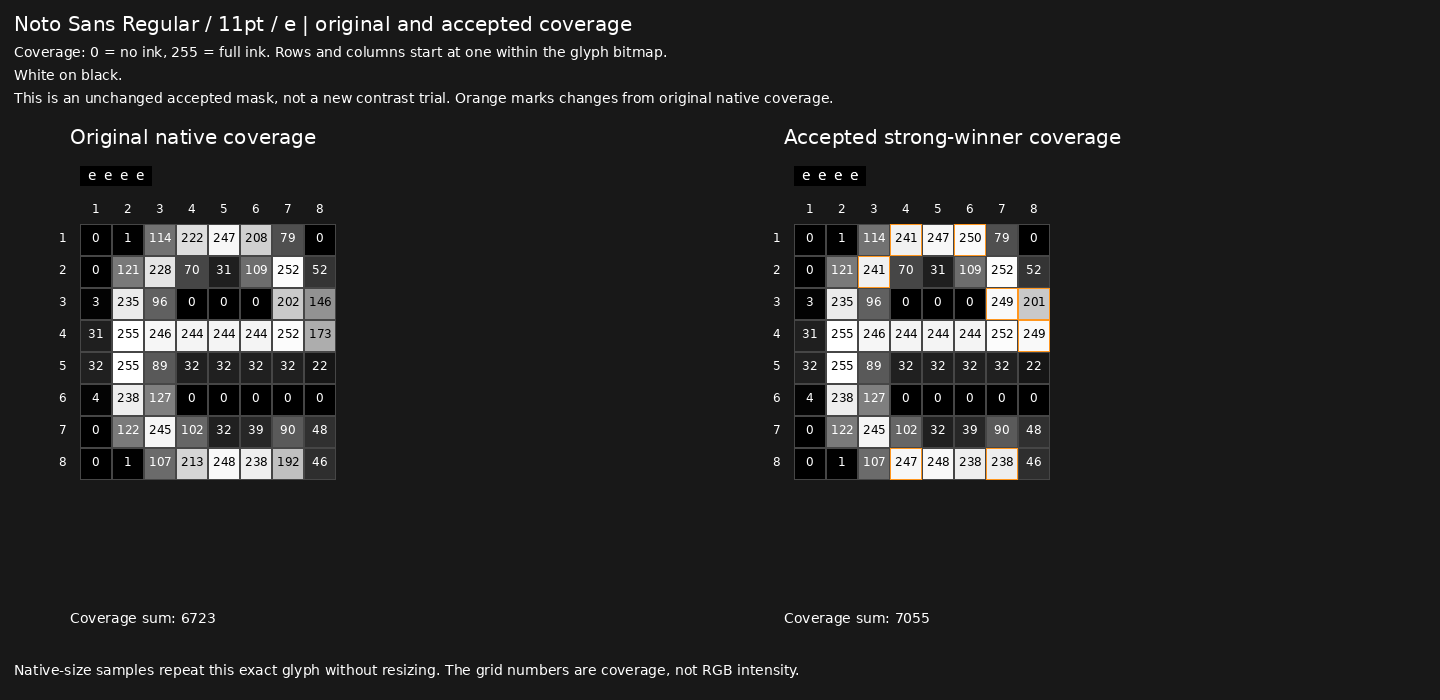 Noto Sans Regular / 11pt / e | original and accepted coverage
Coverage: 0 = no ink, 255 = full ink. Rows and columns start at one within the glyph bitmap.
White on black.
This is an unchanged accepted mask, not a new contrast trial. Orange marks changes from original native coverage.
Original native coverage
e e e e
1 2 3 4 5 6 7 8
1 0 1 114 222 247 208 79 0
2 0 121 228 70 31 109 252 52
3 3 235 96 0 0 0 202 146
4 31 255 246 244 244 244 252 173
5 32 255 89 32 32 32 32 22
6 4 238 127 0 0 0 0 0
7 0 122 245 102 32 39 90 48
8 0 1 107 213 248 238 192 46
Coverage sum: 6723
Accepted strong-winner coverage
e e e e
1 2 3 4 5 6 7 8
1 0 1 114 241 247 250 79 0
2 0 121 241 70 31 109 252 52
3 3 235 96 0 0 0 249 201
4 31 255 246 244 244 244 252 249
5 32 255 89 32 32 32 32 22
6 4 238 127 0 0 0 0 0
7 0 122 245 102 32 39 90 48
8 0 1 107 247 248 238 238 46
Coverage sum: 7055
Native-size samples repeat this exact glyph without resizing. The grid numbers are coverage, not RGB intensity.